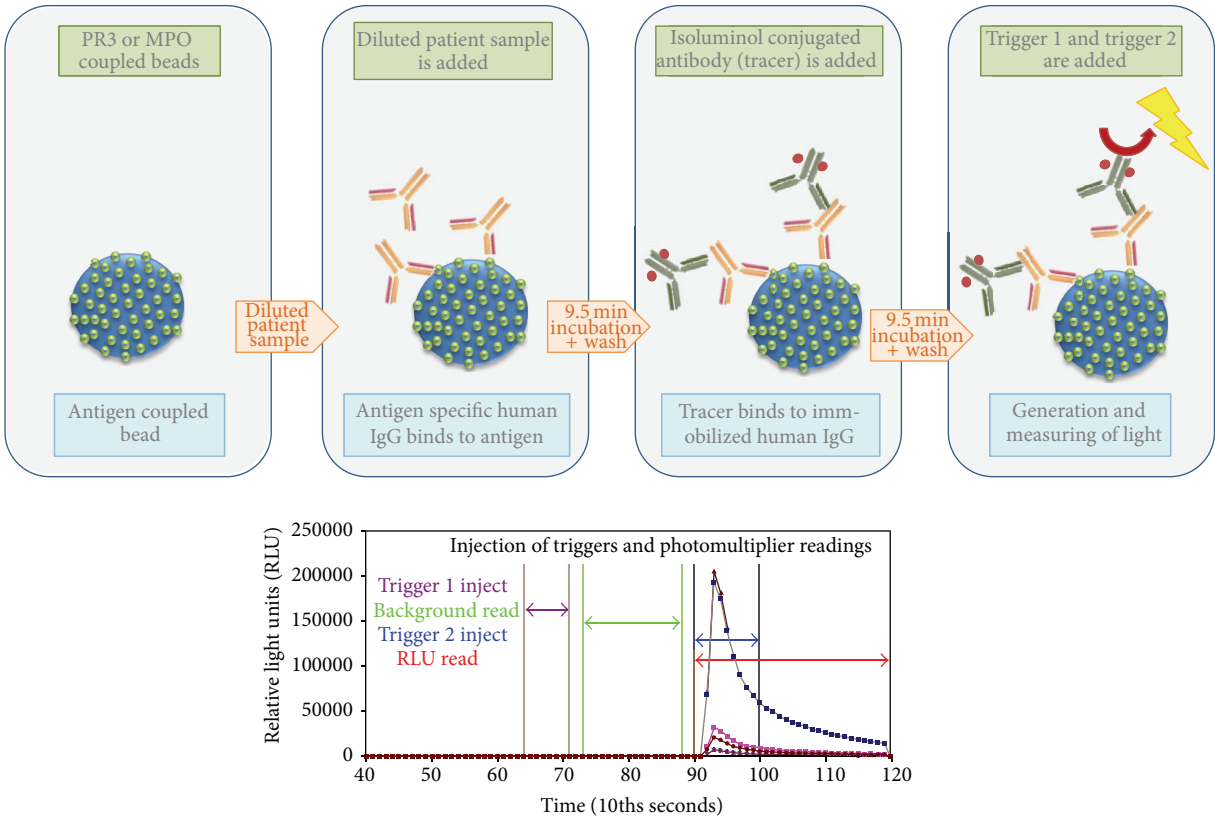 PR3 or MPO
coupled beads
Diluted patient sample
is added
Isoluminol conjugated
antibody (tracer) is added
Trigger 1 and trigger 2
are added
Diluted
patient
sample
9.5 min
incubation
+ wash
9.5 min
incubation
+ wash
Antigen coupled
bead
Antigen specific human
IgG binds to antigen
Tracer binds to imm-
obilized human IgG
Generation and
measuring of light
Injection of triggers and photomultiplier readings
Relative light units (RLU)
250000
200000
150000
100000
50000
0
Trigger 1 inject
Background read
Trigger 2 inject
RLU read
40 50 60 70 80 90 100 110 120
Time (10ths seconds)